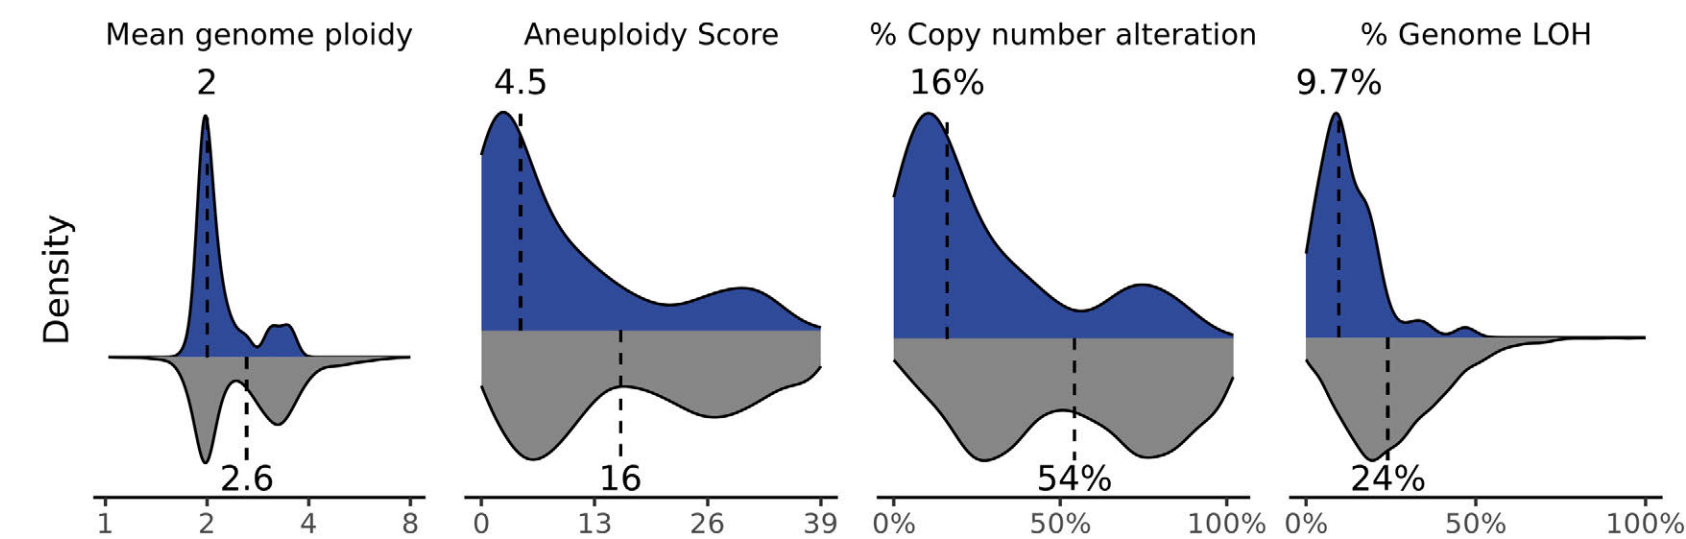 Mean genome ploidy
Aneuploidy Score
% Copy number alteration
% Genome LOH
2
4.5
16%
9.7%
Density
2.6
16
54%
24%
1 2 4 8
0 13 26 39
0% 50% 100%
0% 50% 100%